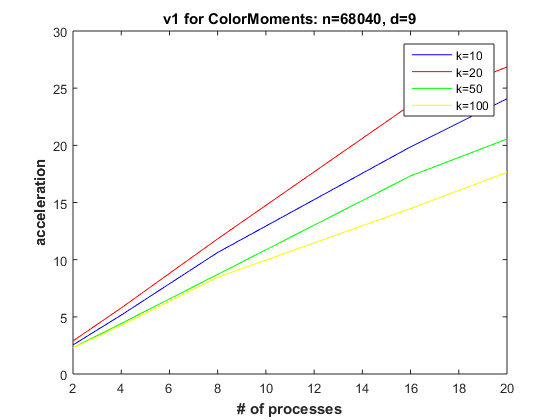 v1 for ColorMoments: n=68040, d=9
30
25
20
15
10
5
0
acceleration
k=10
k=20
k=50
k=100
2 4 6 8 10 12 14 16 18 20
# of processes